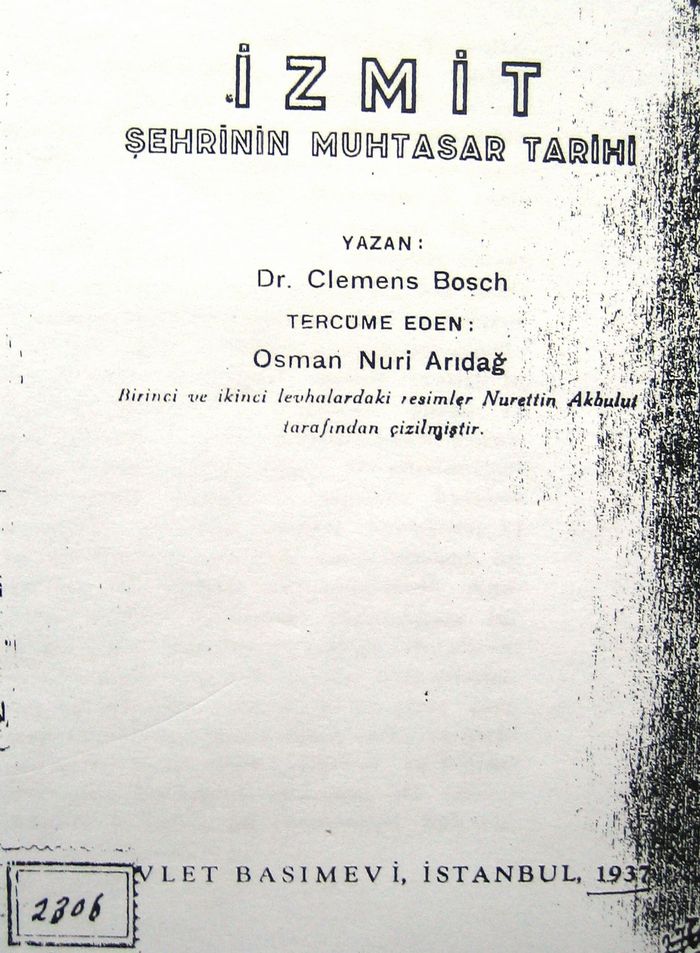 İZMİT
ŞEHRİNİN MUHTASAR TARİHİ
YAZAN:
Dr. Clemens Bosch
TERCÜME EDEN:
Osman Nuri Arıdağ
Birinci ve ikinci levhalardaki resimler Nurettin Akbulut
tarafından çizilmiştir.
VLET BASIMEVİ, İSTANBUL, 1937
2306